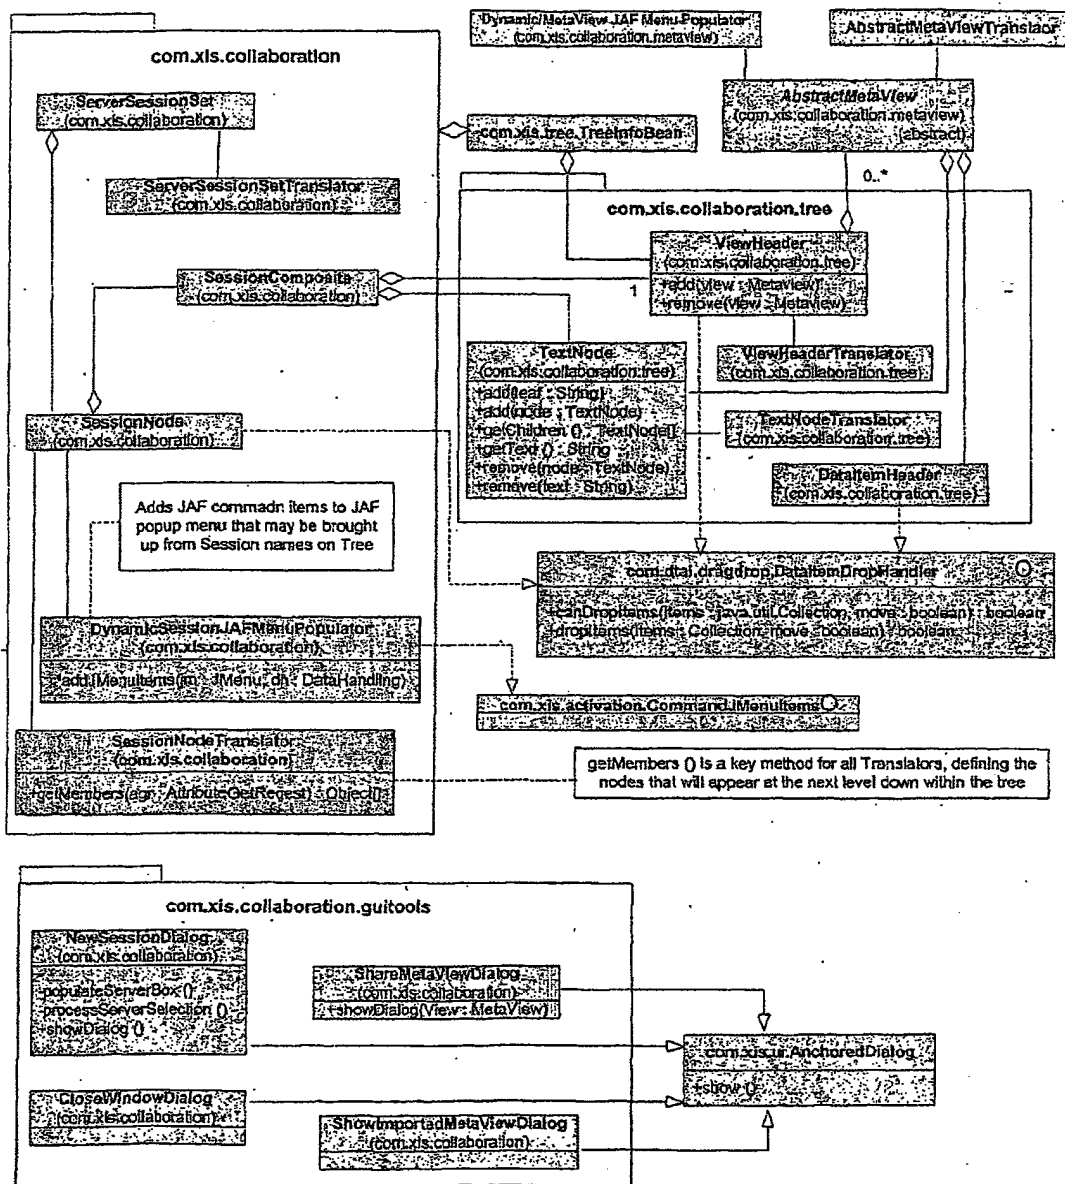 com.xis.collaboration
Dynamic/MetaView JAF Menu Populator
(com.xis.collaboration.metaview)
AbstractMetaViewTranslaor
AbstractMetaView
(com.xis.collaboration.metaview)
(abstract)
ServerSessionSet
(com.xis.collaboration)
com.xis.tree.TreeInfoBean
0..*
ServerSessionSetTranslator
(com.xis.collaboration)
com.xis.collaboration.tree
ViewHeader
(com.xis.collaboration.tree)
+add(view : Metaview)
+remove(view : Metaview)
SessionComposite
(com.xis.collaboration)
1
TextNode
(com.xis.collaboration.tree)
+add(leaf : String)
+add(node : TextNode)
+getChildren () : TextNode[]
+getText () : String
+remove(node : TextNode)
+remove(text : String)
ViewHeaderTranslator
(com.xis.collaboration.tree)
TextNodeTranslator
(com.xis.collaboration.tree)
DataItemHeader
(com.xis.collaboration.tree)
SessionNode
(com.xis.collaboration)
Adds JAF commadn items to JAF
popup menu that may be brought
up from Session names on Tree
com.dtai.dragdrop.DataItemDropHandler
+canDropItems(items : java.util.Collection, move : boolean) : boolean
+dropItems(items : Collection, move : boolean) : boolean
DynamicSessionJAFMenuPopulator
(com.xis.collaboration)
+addJMenuItems(jm : JMenu, dh : DataHandling)
com.xis.activation.CommandJMenuItems
SessionNodeTranslator
(com.xis.collaboration)
+getMembers(agr : AttributeGetReqest) : Object[]
getMembers () is a key method for all Translators, defining the
nodes that will appear at the next level down within the tree
com.xis.collaboration.guitools
NewSessionDialog
(com.xis.collaboration)
-populateServerBox ()
-processServerSelection ()
+showDialog ()
ShareMetaViewDialog
(com.xis.collaboration)
+showDialog(View : MetaView)
com.xis.ui.AnchoredDialog
+show ()
CloseWindowDialog
(com.xis.collaboration)
ShowImportedMetaViewDialog
(com.xis.collaboration)